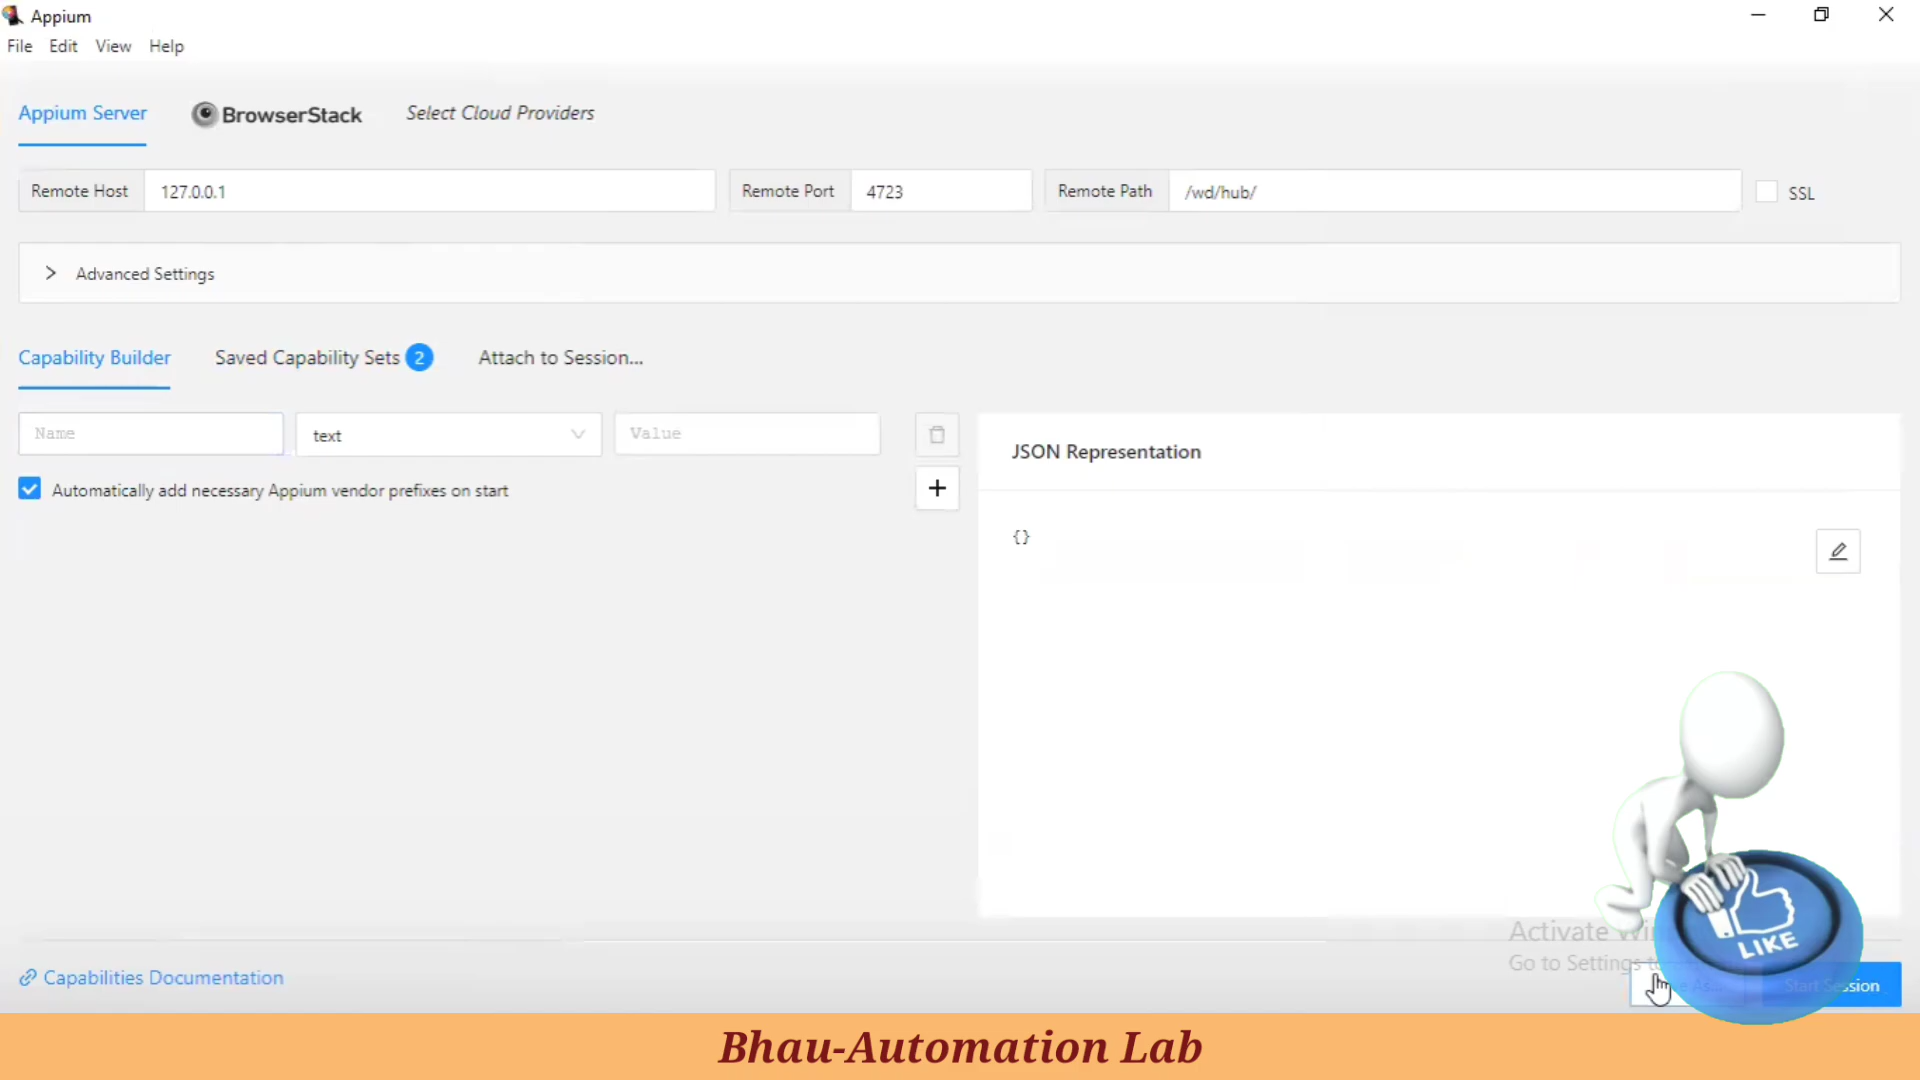 Appium
File Edit View Help
Appium Server BrowserStack Select Cloud Providers
Remote Host 127.0.0.1 Remote Port 4723 Remote Path /wd/hub/ SSL
Advanced Settings
Capability Builder Saved Capability Sets 2 Attach to Session...
Name text Value
JSON Representation
Automatically add necessary Appium vendor prefixes on start
{}
LIKE
Activate
Go to Settings
Capabilities Documentation
Start Session
Bhau-Automation Lab